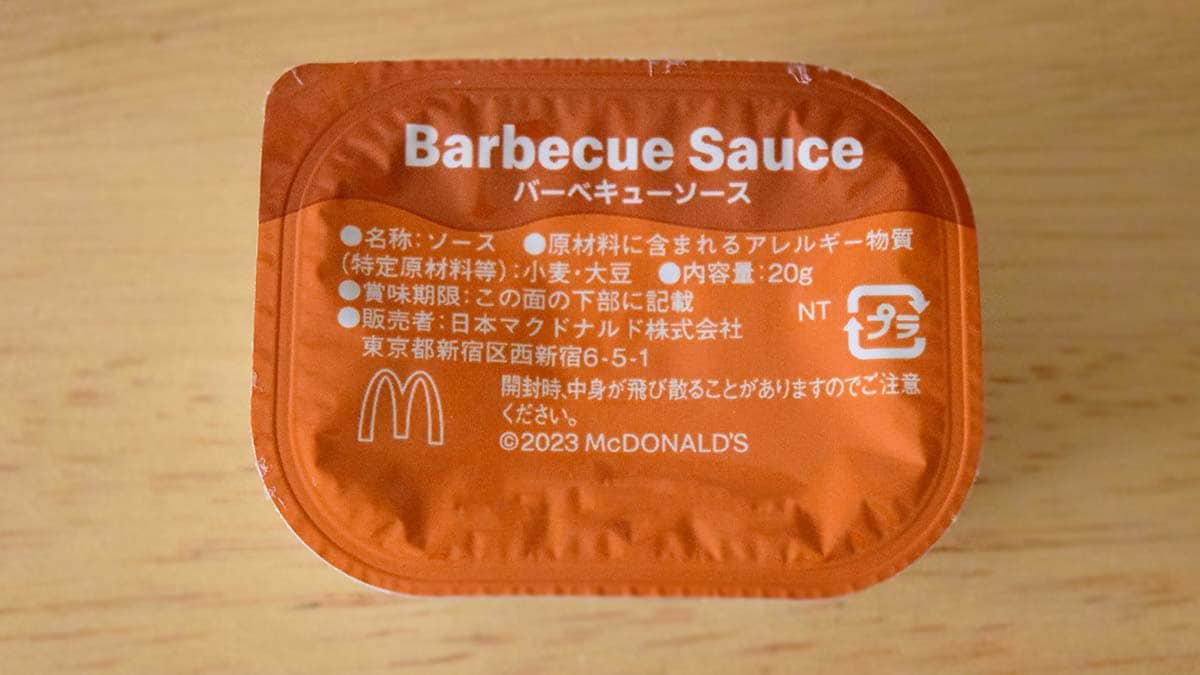 Barbecue Sauce
バーベキューソース
●名称:ソース ●原材料に含まれるアレルギー物質
(特定原材料等):小麦・大豆 ●内容量:20g
●賞味期限:この面の下部に記載
●販売者:日本マクドナルド株式会社
東京都新宿区西新宿6-5-1
NT プラ
開封時、中身が飛び散ることがありますのでご注意
ください。
©2023 McDONALD'S